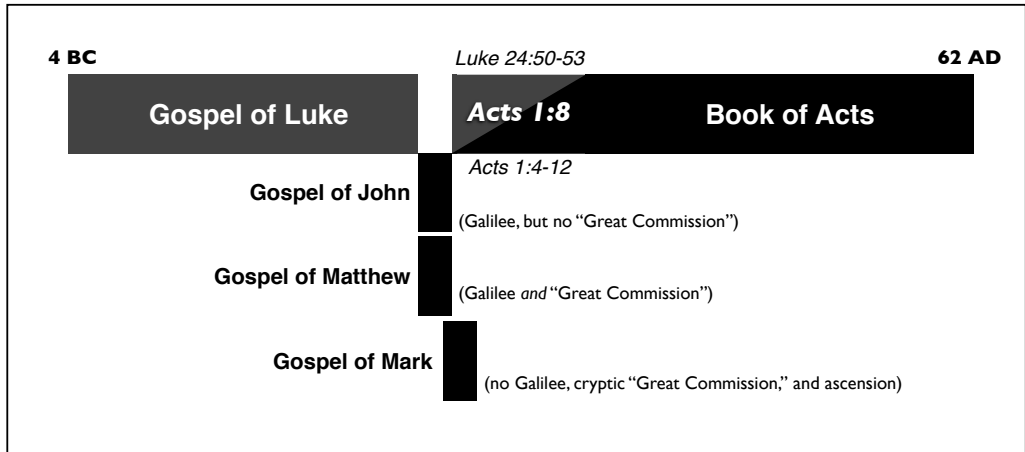 4 BC
Luke 24:50-53
62 AD
Gospel of Luke
Acts 1:8
Book of Acts
Acts 1:4-12
Gospel of John
(Galilee, but no “Great Commission”)
Gospel of Matthew
(Galilee and “Great Commission”)
Gospel of Mark
(no Galilee, cryptic “Great Commission,” and ascension)